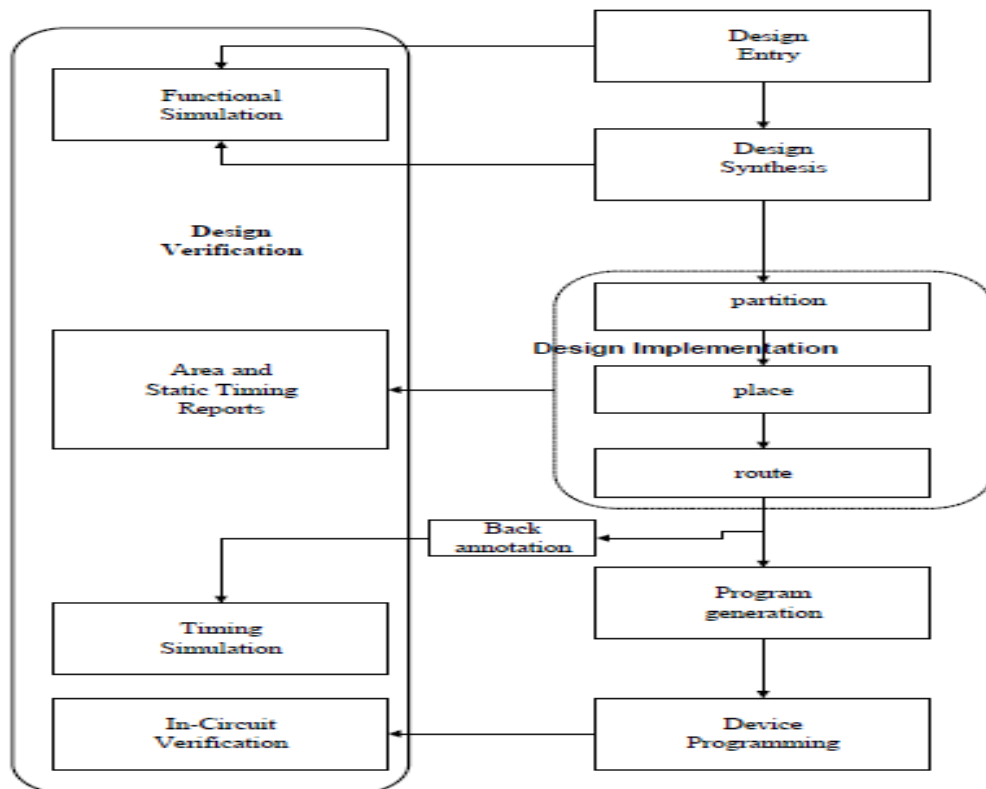 Design
Entry
Functional
Simulation
Design
Synthesis
Design
Verification
partition
Design Implementation
Area and
Static Timing
Reports
place
route
Back
annotation
Program
generation
Timing
Simulation
In-Circuit
Verification
Device
Programming